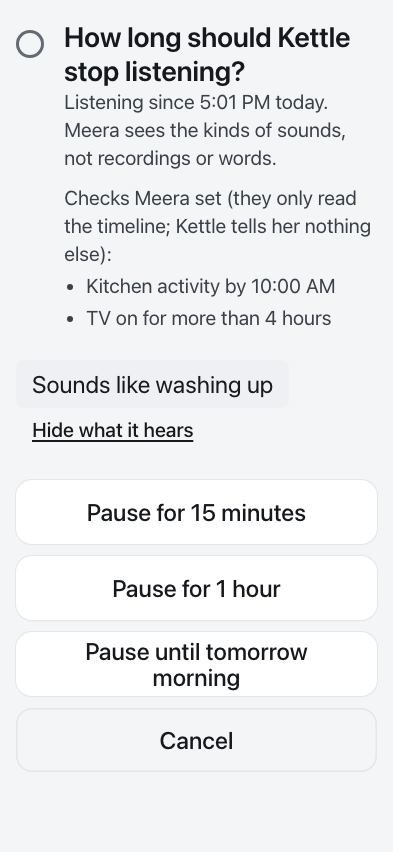 How long should Kettle
stop listening?
Listening since 5:01 PM today.
Meera sees the kinds of sounds,
not recordings or words.
Checks Meera set (they only read
the timeline; Kettle tells her nothing
else):
• Kitchen activity by 10:00 AM
• TV on for more than 4 hours
Sounds like washing up
Hide what it hears
Pause for 15 minutes
Pause for 1 hour
Pause until tomorrow
morning
Cancel